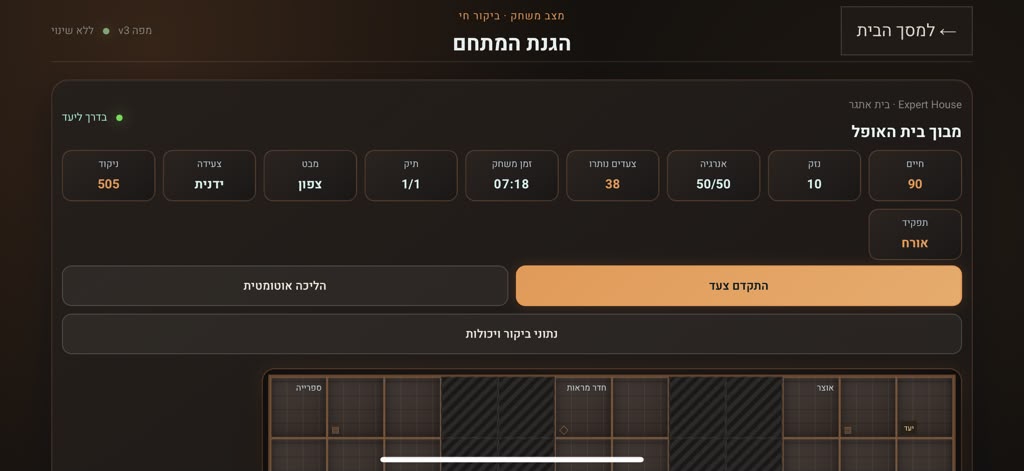 ← למסך הבית
מצב משחק · ביקור חי
הגנת המתחם
מפה v3 ● ללא שינוי
Expert House · בית אתגר
מבוך בית האופל
בדרך ליעד
חיים
90
נזק
10
אנרגיה
50/50
צעדים נותרו
38
זמן משחק
07:18
תיק
1/1
מבט
צפון
צעידה
ידנית
ניקוד
505
תפקיד
אורח
התקדם צעד
הליכה אוטומטית
נתוני ביקור ויכולות
אוצר
חדר מראות
ספרייה
יעד